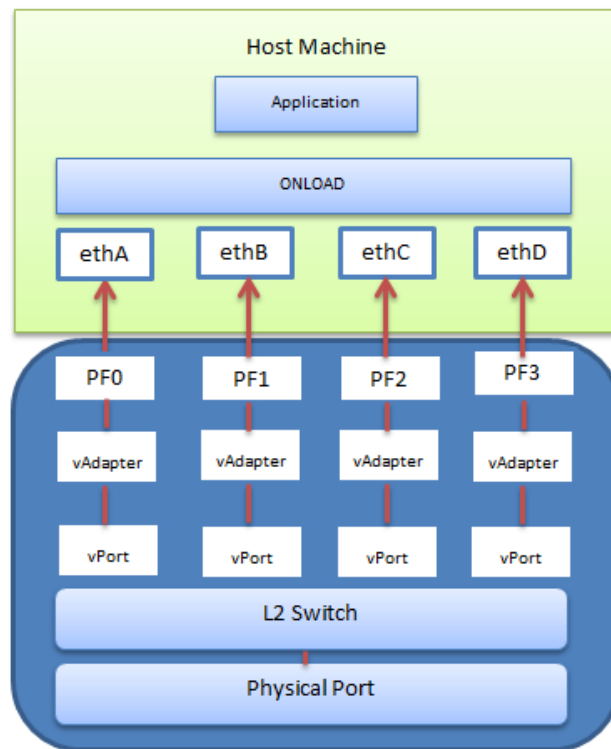 Host Machine
Application
ONLOAD
ethA ethB ethC ethD
PF0 PF1 PF2 PF3
vAdapter vAdapter vAdapter vAdapter
vPort vPort vPort vPort
L2 Switch
Physical Port